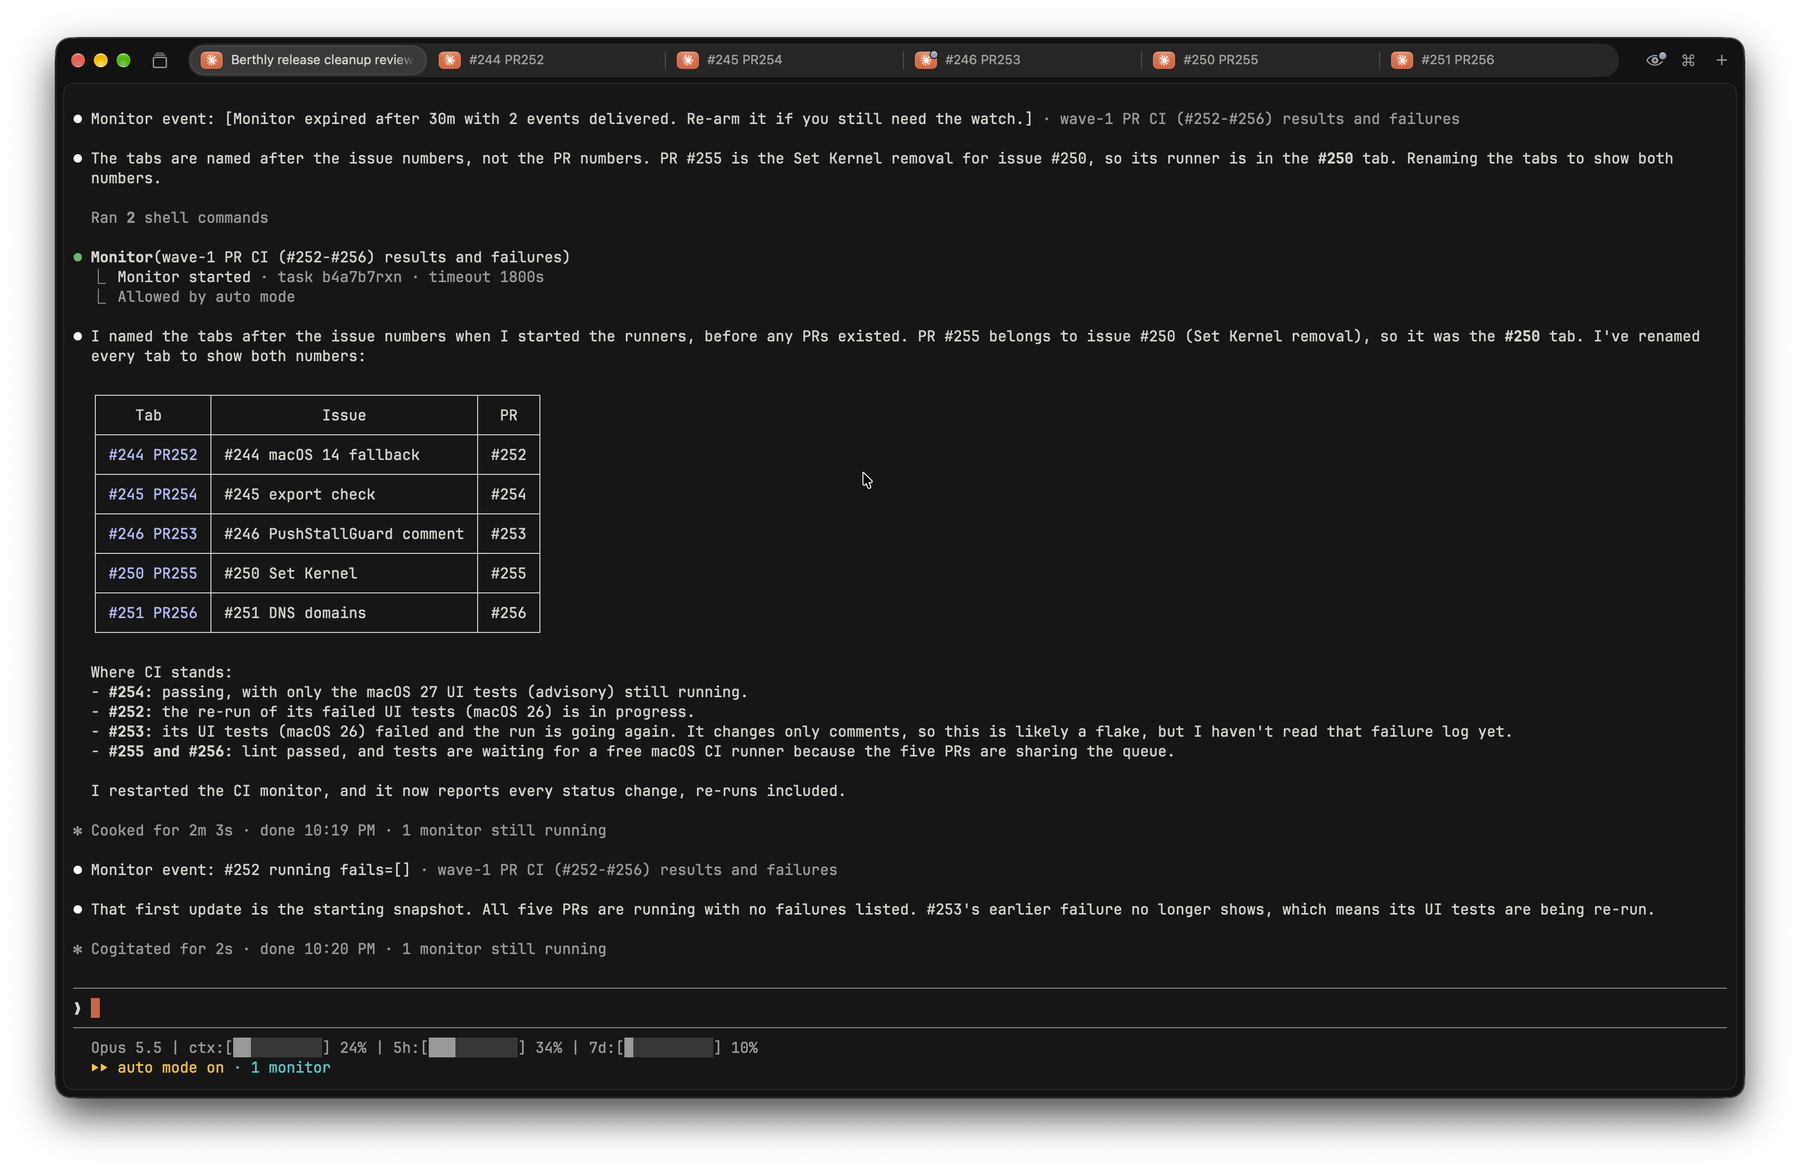 Berthly release cleanup review
#244 PR252
#245 PR254
#246 PR253
#250 PR255
#251 PR256
● Monitor event: [Monitor expired after 30m with 2 events delivered. Re-arm it if you still need the watch.] · wave-1 PR CI (#252-#256) results and failures
● The tabs are named after the issue numbers, not the PR numbers. PR #255 is the Set Kernel removal for issue #250, so its runner is in the #250 tab. Renaming the tabs to show both
numbers.
Ran 2 shell commands
● Monitor(wave-1 PR CI (#252-#256) results and failures)
⎿ Monitor started · task b4a7b7rxn · timeout 1800s
⎿ Allowed by auto mode
● I named the tabs after the issue numbers when I started the runners, before any PRs existed. PR #255 belongs to issue #250 (Set Kernel removal), so it was the #250 tab. I've renamed
every tab to show both numbers:
Tab Issue PR
#244 PR252 #244 macOS 14 fallback #252
#245 PR254 #245 export check #254
#246 PR253 #246 PushStallGuard comment #253
#250 PR255 #250 Set Kernel #255
#251 PR256 #251 DNS domains #256
Where CI stands:
- #254: passing, with only the macOS 27 UI tests (advisory) still running.
- #252: the re-run of its failed UI tests (macOS 26) is in progress.
- #253: its UI tests (macOS 26) failed and the run is going again. It changes only comments, so this is likely a flake, but I haven't read that failure log yet.
- #255 and #256: lint passed, and tests are waiting for a free macOS CI runner because the five PRs are sharing the queue.
I restarted the CI monitor, and it now reports every status change, re-runs included.
✻ Cooked for 2m 3s · done 10:19 PM · 1 monitor still running
● Monitor event: #252 running fails=[] · wave-1 PR CI (#252-#256) results and failures
● That first update is the starting snapshot. All five PRs are running with no failures listed. #253's earlier failure no longer shows, which means its UI tests are being re-run.
✻ Cogitated for 2s · done 10:20 PM · 1 monitor still running
❯
Opus 5.5 | ctx:[ ] 24% | 5h:[ ] 34% | 7d:[ ] 10%
⏵⏵ auto mode on · 1 monitor